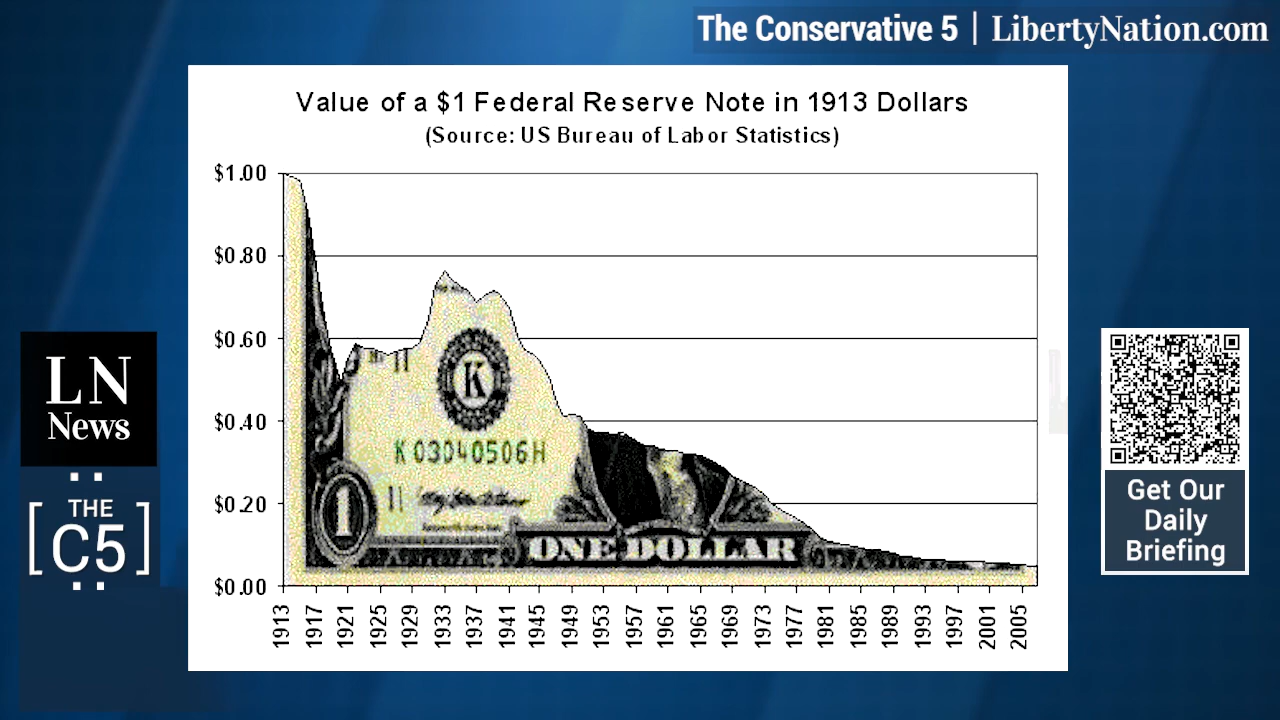 The Conservative 5 | LibertyNation.com
Value of a $1 Federal Reserve Note in 1913 Dollars
(Source: US Bureau of Labor Statistics)
$1.00
$0.80
$0.60
$0.40
$0.20
$0.00
K
K 03040506H
1
ONE DOLLAR
1913 1917 1921 1925 1929 1933 1937 1941 1945 1949 1953 1957 1961 1965 1969 1973 1977 1981 1985 1989 1993 1997 2001 2005
LN
News
[THE
C5]
Get Our
Daily
Briefing